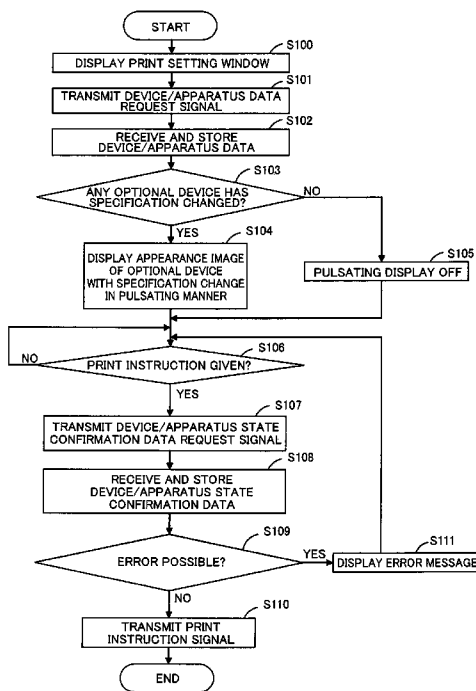 START
S100
DISPLAY PRINT SETTING WINDOW
S101
TRANSMIT DEVICE/APPARATUS DATA
REQUEST SIGNAL
S102
RECEIVE AND STORE
DEVICE/APPARATUS DATA
S103
ANY OPTIONAL DEVICE HAS
SPECIFICATION CHANGED?
NO
YES
S104
DISPLAY APPEARANCE IMAGE
OF OPTIONAL DEVICE
WITH SPECIFICATION CHANGE
IN PULSATING MANNER
S105
PULSATING DISPLAY OFF
S106
NO
PRINT INSTRUCTION GIVEN?
YES
S107
TRANSMIT DEVICE/APPARATUS STATE
CONFIRMATION DATA REQUEST SIGNAL
S108
RECEIVE AND STORE
DEVICE/APPARATUS STATE
CONFIRMATION DATA
S109
ERROR POSSIBLE?
YES
S111
DISPLAY ERROR MESSAGE
NO
S110
TRANSMIT PRINT
INSTRUCTION SIGNAL
END